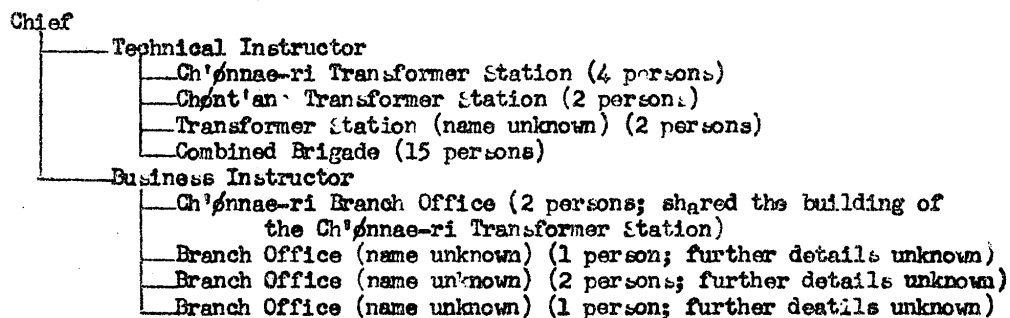 Chief
Technical Instructor
Ch'ønnae-ri Transformer Station (4 persons)
Chønt'an Transformer Station (2 persons)
Transformer Station (name unknown) (2 persons)
Combined Brigade (15 persons)
Business Instructor
Ch'ønnae-ri Branch Office (2 persons; shared the building of
the Ch'ønnae-ri Transformer Station)
Branch Office (name unknown) (1 person; further details unknown)
Branch Office (name unknown) (2 persons; further details unknown)
Branch Office (name unknown) (1 person; further deatils unknown)